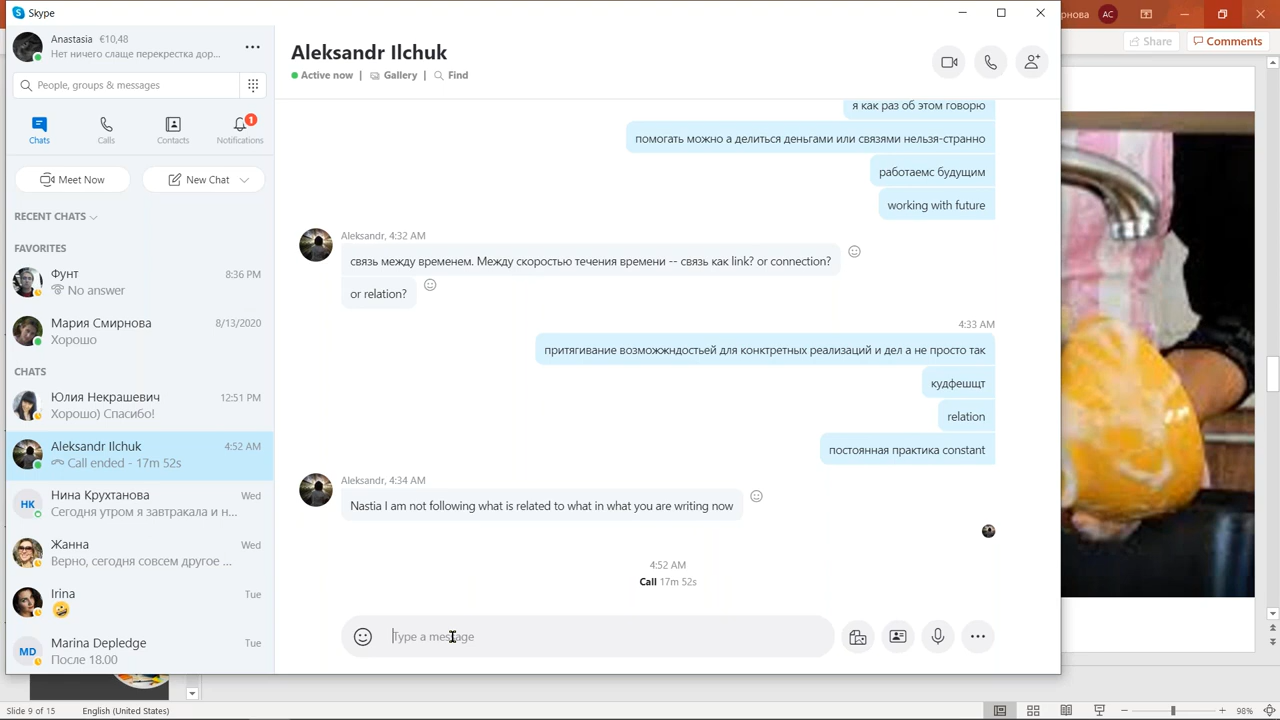 Skype
рнова
AC
Share
Comments
Anastasia €10,48
Нет ничего слаще перекрестка дор...
People, groups & messages
Chats
Calls
Contacts
Notifications
1
Meet Now
New Chat
RECENT CHATS
FAVORITES
Фунт
8:36 PM
No answer
Мария Смирнова
8/13/2020
Хорошо
CHATS
Юлия Некрашевич
12:51 PM
Хорошо) Спасибо!
Aleksandr Ilchuk
4:52 AM
Call ended - 17m 52s
НК
Нина Крухтанова
Wed
Сегодня утром я завтракала и н...
Жанна
Wed
Верно, сегодня совсем другое ...
Irina
Tue
MD
Marina Depledge
Tue
После 18.00
Aleksandr Ilchuk
Active now | Gallery | Find
я как раз об этом говорю
помогать можно а делиться деньгами или связями нельзя-странно
работаемс будущим
working with future
Aleksandr, 4:32 AM
связь между временем. Между скоростью течения времени -- связь как link? or connection?
or relation?
4:33 AM
притягивание возможжндостьей для конктретных реализаций и дел а не просто так
кудфешщт
relation
постоянная практика constant
Aleksandr, 4:34 AM
Nastia I am not following what is related to what in what you are writing now
4:52 AM
Call 17m 52s
Type a message
Slide 9 of 15
English (United States)
98%